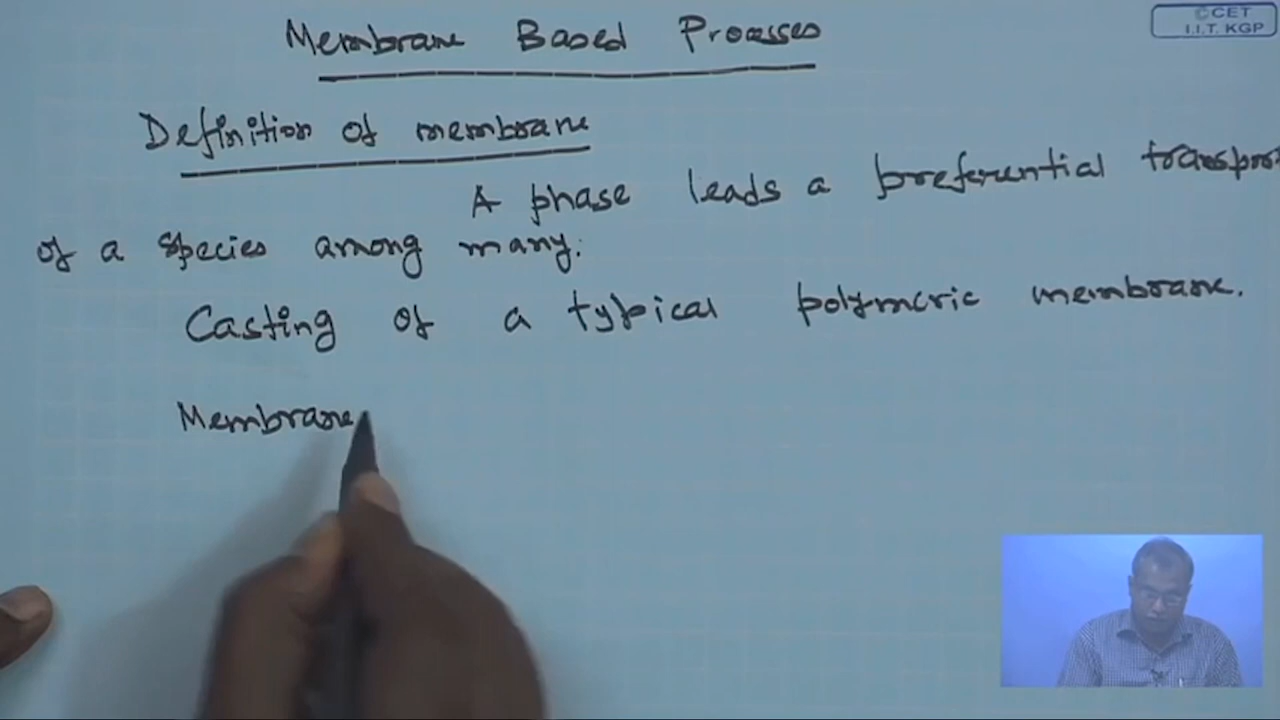 Membrane Based Processes
©CET
I.I.T. KGP
Definition of membrane
A phase leads a preferential transport
of a species among many.
Casting of a typical polymeric membrane.
Membrane